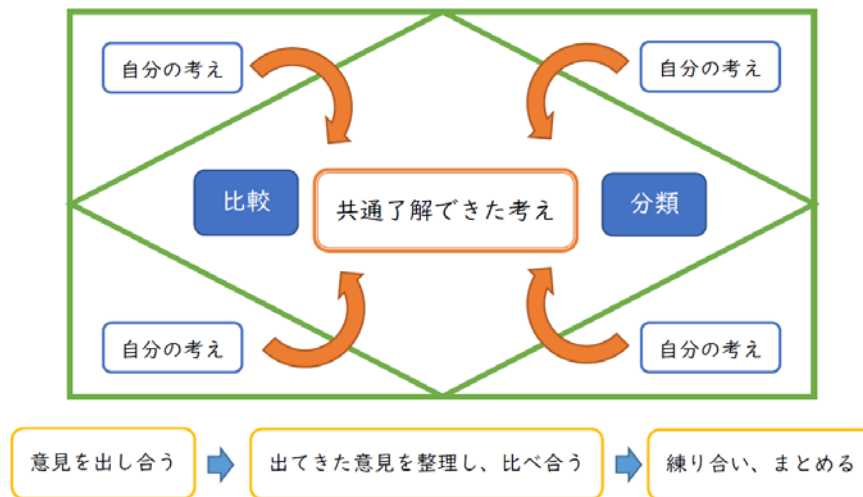 自分の考え
自分の考え
比較
共通了解できた考え
分類
自分の考え
自分の考え
意見を出し合う
出てきた意見を整理し、比べ合う
練り合い、まとめる